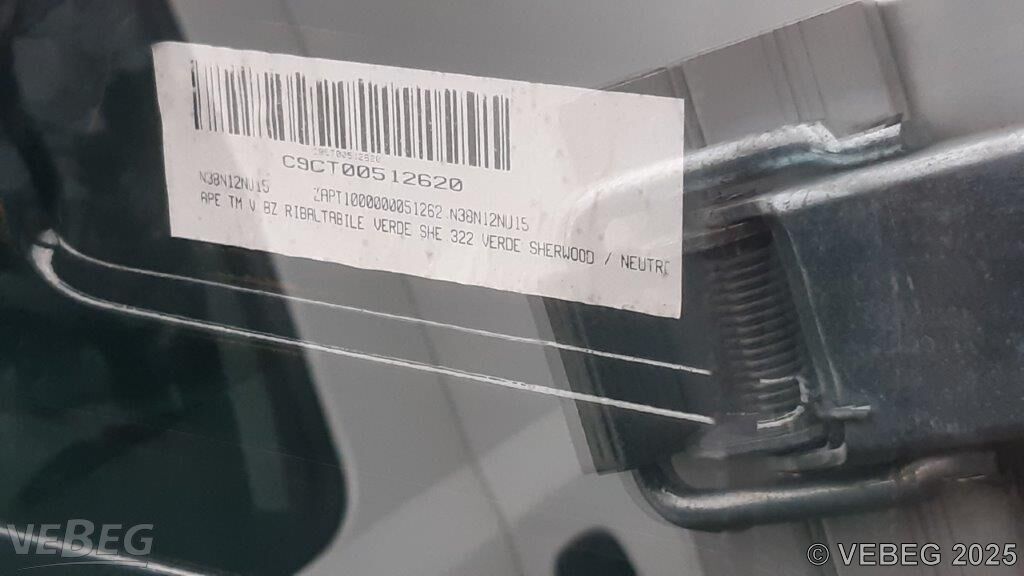 C9CT00512620
C9CT00512620
N38N12NU15 ZAPT1000000051262 N38N12NU15
APE TM V BZ RIBALTABILE VERDE SHE 322 VERDE SHERWOOD / NEUTRO
VEBEG
© VEBEG 2025